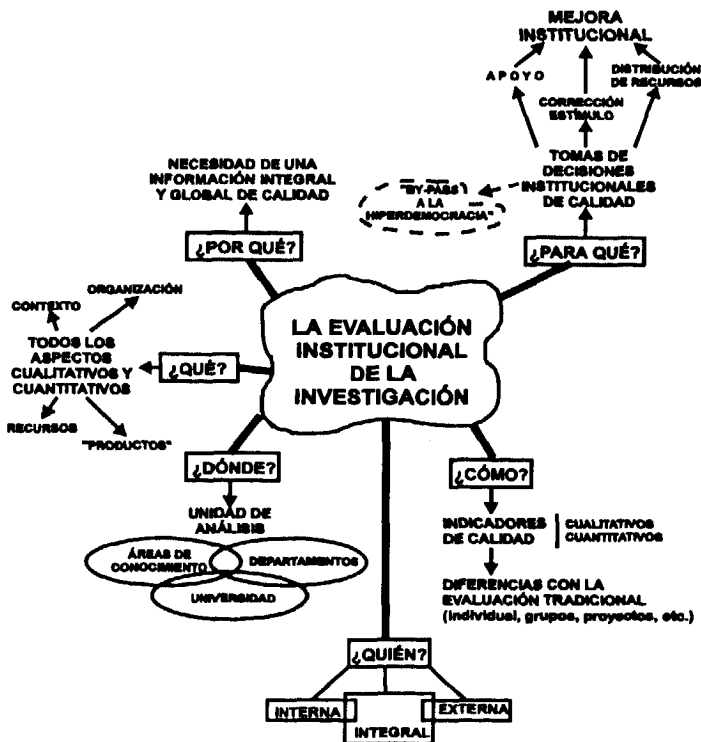 MEJORA
INSTITUCIONAL
APOYO
DISTRIBUCIÓN
DE RECURSOS
CORRECCIÓN
ESTÍMULO
TOMAS DE
DECISIONES
INSTITUCIONALES
DE CALIDAD
"BY-PASS
A LA
HIPERDEMOCRACIA"
¿PARA QUÉ?
NECESIDAD DE UNA
INFORMACIÓN INTEGRAL
Y GLOBAL DE CALIDAD
¿POR QUÉ?
LA EVALUACIÓN
INSTITUCIONAL
DE LA
INVESTIGACIÓN
ORGANIZACIÓN
CONTEXTO
TODOS LOS
ASPECTOS
CUALITATIVOS Y
CUANTITATIVOS
¿QUÉ?
RECURSOS
"PRODUCTOS"
¿DÓNDE?
UNIDAD DE
ANÁLISIS
ÁREAS DE
CONOCIMIENTO
DEPARTAMENTOS
UNIVERSIDAD
¿CÓMO?
INDICADORES
DE CALIDAD
CUALITATIVOS
CUANTITATIVOS
DIFERENCIAS CON LA
EVALUACIÓN TRADICIONAL
(individual, grupos, proyectos, etc.)
¿QUIÉN?
INTERNA
INTEGRAL
EXTERNA